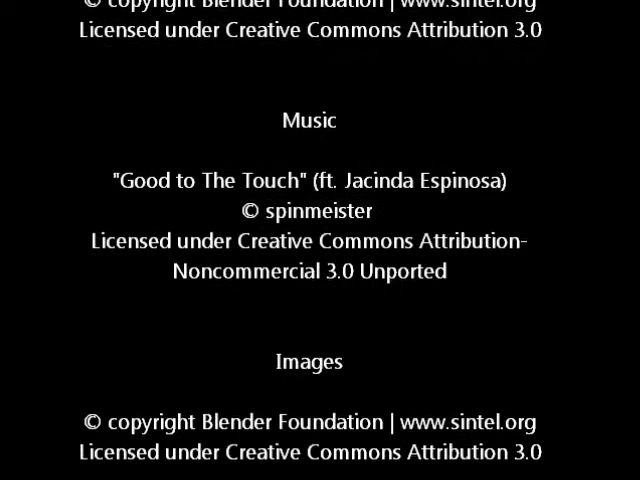 © copyright Blender Foundation | www.sintel.org
Licensed under Creative Commons Attribution 3.0
Music
"Good to The Touch" (ft. Jacinda Espinosa)
© spinmeister
Licensed under Creative Commons Attribution-
Noncommercial 3.0 Unported
Images
© copyright Blender Foundation | www.sintel.org
Licensed under Creative Commons Attribution 3.0